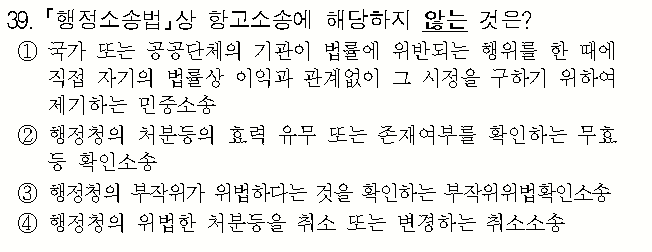 39. 「행정소송법」상 항고소송에 해당하지 않는 것은?
① 국가 또는 공공단체의 기관이 법률에 위반되는 행위를 한 때에
직접 자기의 법률상 이익과 관계없이 그 시정을 구하기 위하여
제기하는 민중소송
② 행정청의 처분등의 효력 유무 또는 존재여부를 확인하는 무효
등 확인소송
③ 행정청의 부작위가 위법하다는 것을 확인하는 부작위위법확인소송
④ 행정청의 위법한 처분등을 취소 또는 변경하는 취소소송